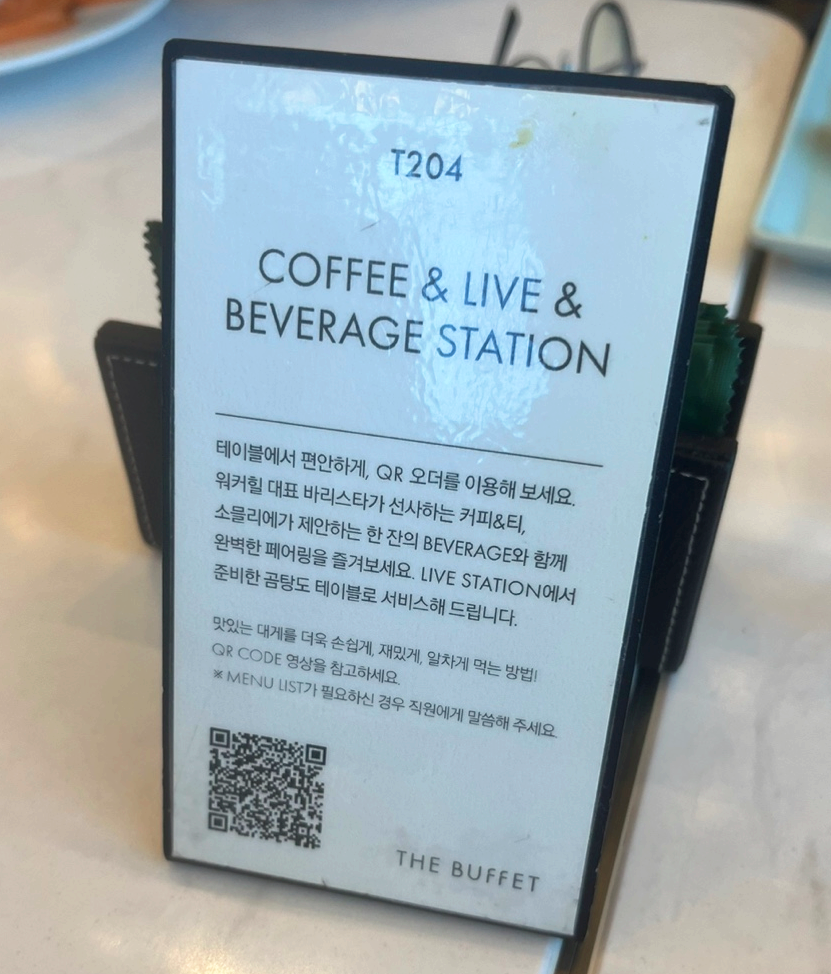 T204
COFFEE & LIVE &
BEVERAGE STATION
테이블에서 편안하게, QR 오더를 이용해 보세요.
워커힐 대표 바리스타가 선사하는 커피&티,
소믈리에가 제안하는 한 잔의 BEVERAGE와 함께
완벽한 페어링을 즐겨보세요. LIVE STATION에서
준비한 곰탕도 테이블로 서비스해 드립니다.
맛있는 대게를 더욱 손쉽게, 재밌게, 알차게 먹는 방법!
QR CODE 영상을 참고하세요.
※ MENU LIST가 필요하신 경우 직원에게 말씀해 주세요.
THE BUFFET